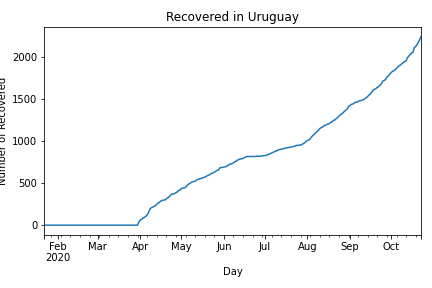 Recovered in Uruguay
Number of Recovered
2000
1500
1000
500
0
Feb Mar Apr May Jun Jul Aug Sep Oct
2020
Day